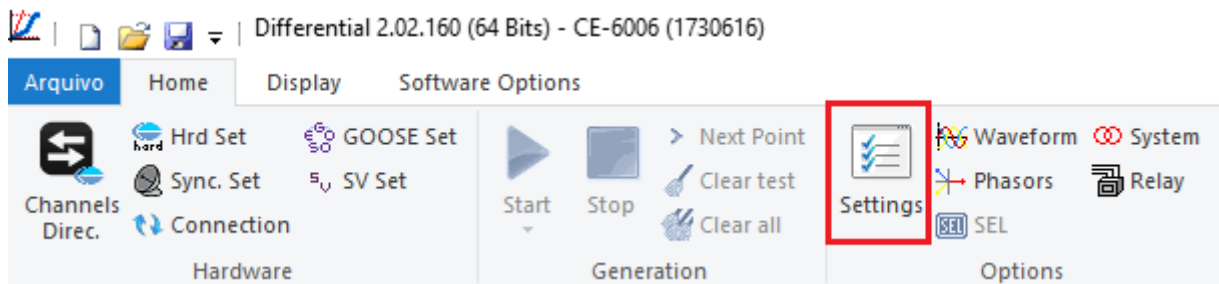 Differential 2.02.160 (64 Bits) - CE-6006 (1730616)
Arquivo Home Display Software Options
Hrd Set GOOSE Set Next Point Waveform System
hard
Sync. Set SV Set Clear test Phasors Relay
Channels Direc. Connection Start Stop Clear all Settings SEL SEL
Hardware Generation Options